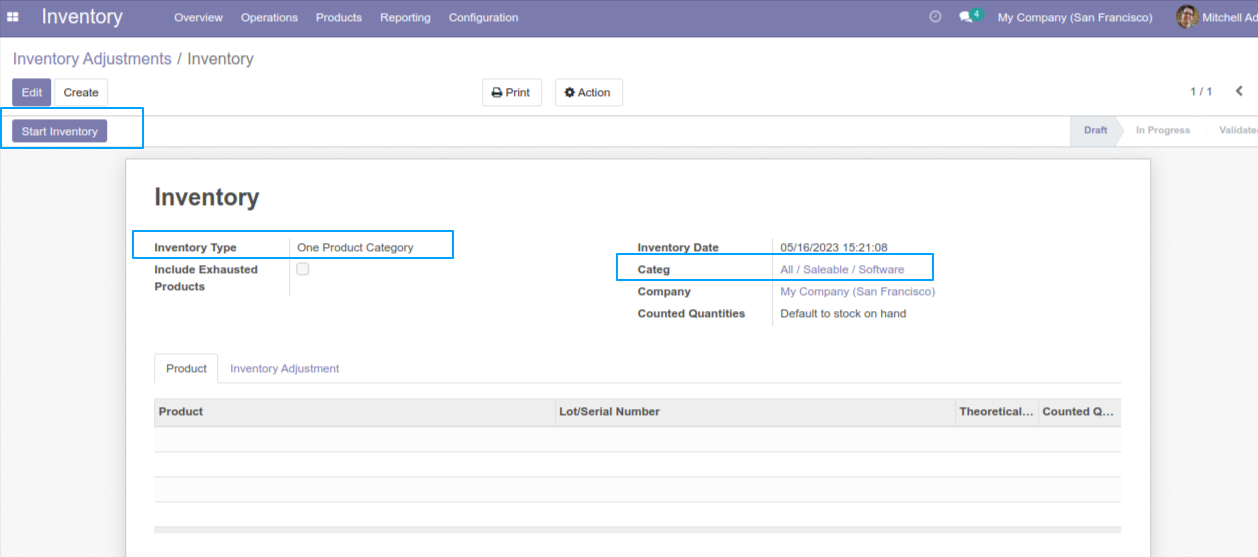 Inventory Overview Operations Products Reporting Configuration 4 My Company (San Francisco) Mitchell Ad
Inventory Adjustments / Inventory
Edit Create Print Action 1 / 1
Start Inventory Draft In Progress Validate
Inventory
Inventory Type One Product Category
Include Exhausted Products
Inventory Date 05/16/2023 15:21:08
Categ All / Saleable / Software
Company My Company (San Francisco)
Counted Quantities Default to stock on hand
Product Inventory Adjustment
Product Lot/Serial Number Theoretical... Counted Q...